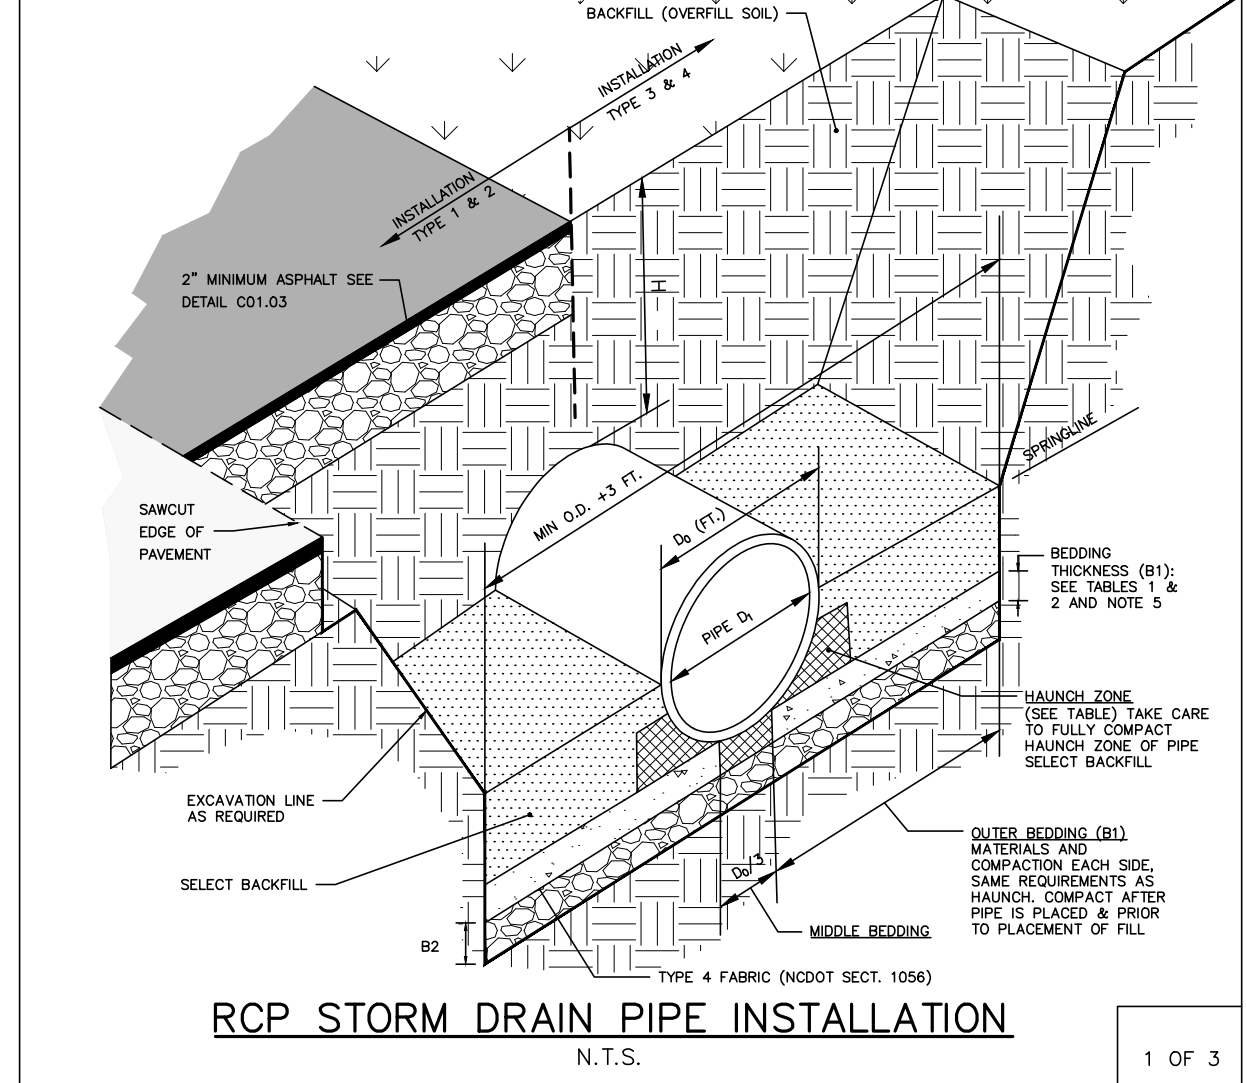 BACKFILL (OVERFILL SOIL)
INSTALLATION
TYPE 3 & 4
INSTALLATION
TYPE 1 & 2
2" MINIMUM ASPHALT SEE
DETAIL C01.03
H
SPRINGLINE
MIN O.D. +3 FT.
D₀ (FT.)
SAWCUT
EDGE OF
PAVEMENT
BEDDING
THICKNESS (B1):
SEE TABLES 1 &
2 AND NOTE 5
PIPE D₁
HAUNCH ZONE
(SEE TABLE) TAKE CARE
TO FULLY COMPACT
HAUNCH ZONE OF PIPE
SELECT BACKFILL
EXCAVATION LINE
AS REQUIRED
OUTER BEDDING (B1)
MATERIALS AND
COMPACTION EACH SIDE,
SAME REQUIREMENTS AS
HAUNCH. COMPACT AFTER
PIPE IS PLACED & PRIOR
TO PLACEMENT OF FILL
D₀/3
SELECT BACKFILL
MIDDLE BEDDING
B2
TYPE 4 FABRIC (NCDOT SECT. 1056)
RCP STORM DRAIN PIPE INSTALLATION
N.T.S.
1 OF 3